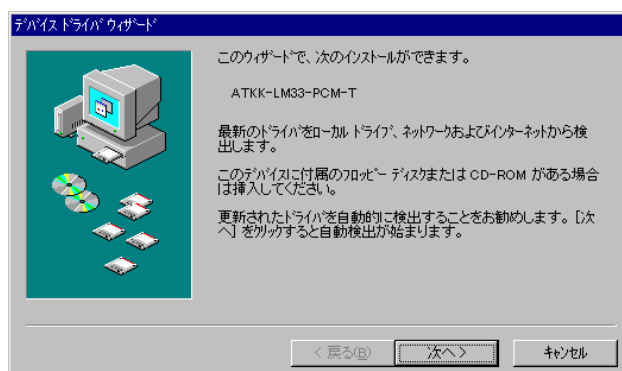 ﾃﾞﾊﾞｲｽ ﾄﾞﾗｲﾊﾞ ｳｨｻﾞｰﾄﾞ
このｳｨｻﾞｰﾄﾞで、次のｲﾝｽﾄｰﾙができます。
ATKK-LM33-PCM-T
最新のﾄﾞﾗｲﾊﾞをﾛｰｶﾙ ﾄﾞﾗｲﾌﾞ、ﾈｯﾄﾜｰｸおよびｲﾝﾀｰﾈｯﾄから検
出します。
このﾃﾞﾊﾞｲｽに付属のﾌﾛｯﾋﾟｰ ﾃﾞｨｽｸまたは CD-ROM がある場合
は挿入してください。
更新されたﾄﾞﾗｲﾊﾞを自動的に検出することをお勧めします。[次
へ] をｸﾘｯｸすると自動検出が始まります。
< 戻る(B)
次へ >
ｷｬﾝｾﾙ